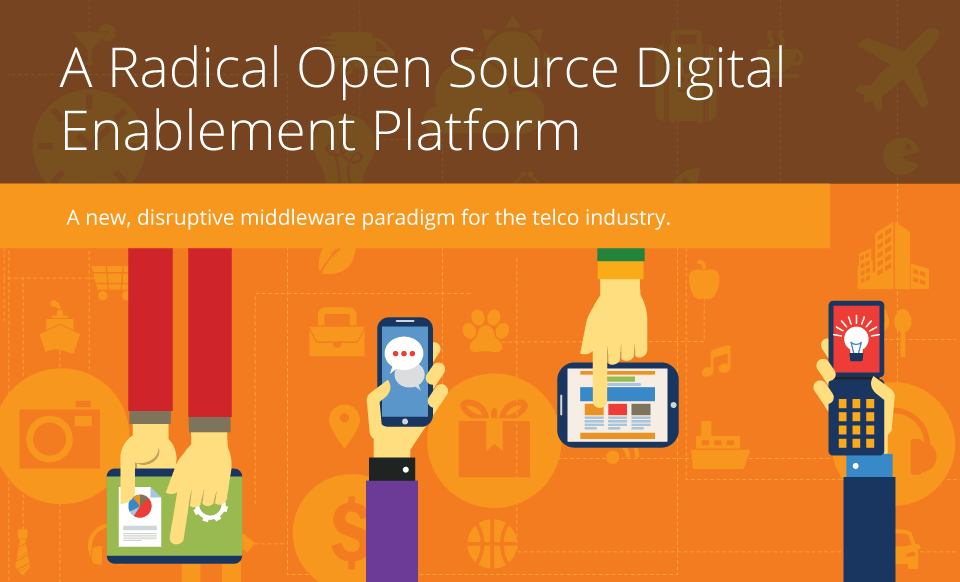 A Radical Open Source Digital
Enablement Platform
A new, disruptive middleware paradigm for the telco industry.